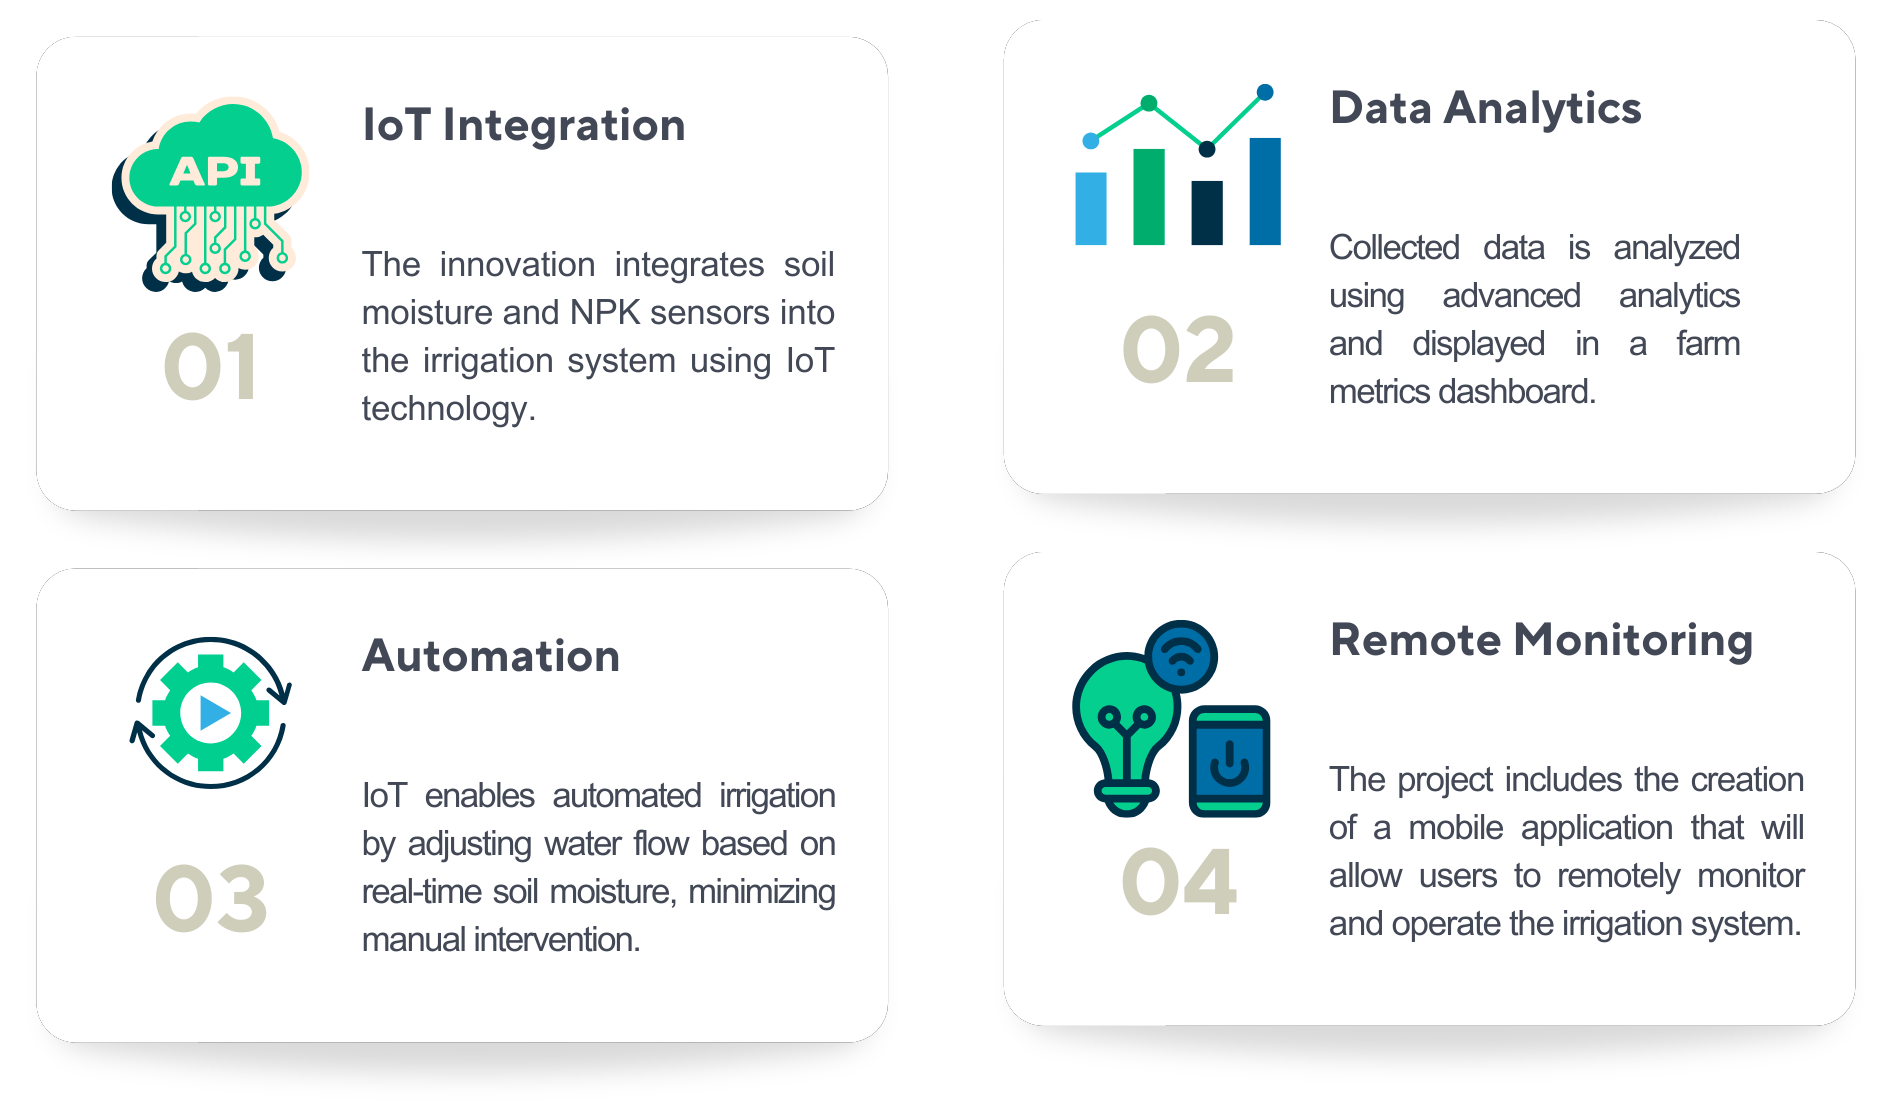 API
IoT Integration
The innovation integrates soil
moisture and NPK sensors into
the irrigation system using IoT
technology.
01
Data Analytics
Collected data is analyzed
using advanced analytics
and displayed in a farm
metrics dashboard.
02
Automation
IoT enables automated irrigation
by adjusting water flow based on
real-time soil moisture, minimizing
manual intervention.
03
Remote Monitoring
The project includes the creation
of a mobile application that will
allow users to remotely monitor
and operate the irrigation system.
04